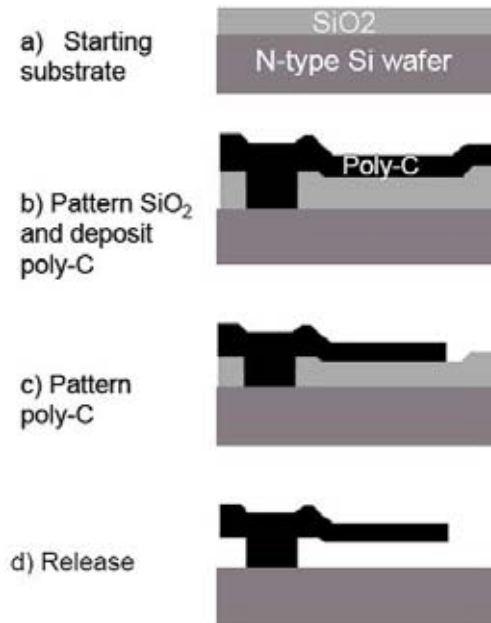 a) Starting
substrate
SiO2
N-type Si wafer
b) Pattern SiO₂
and deposit
poly-C
Poly-C
c) Pattern
poly-C
d) Release